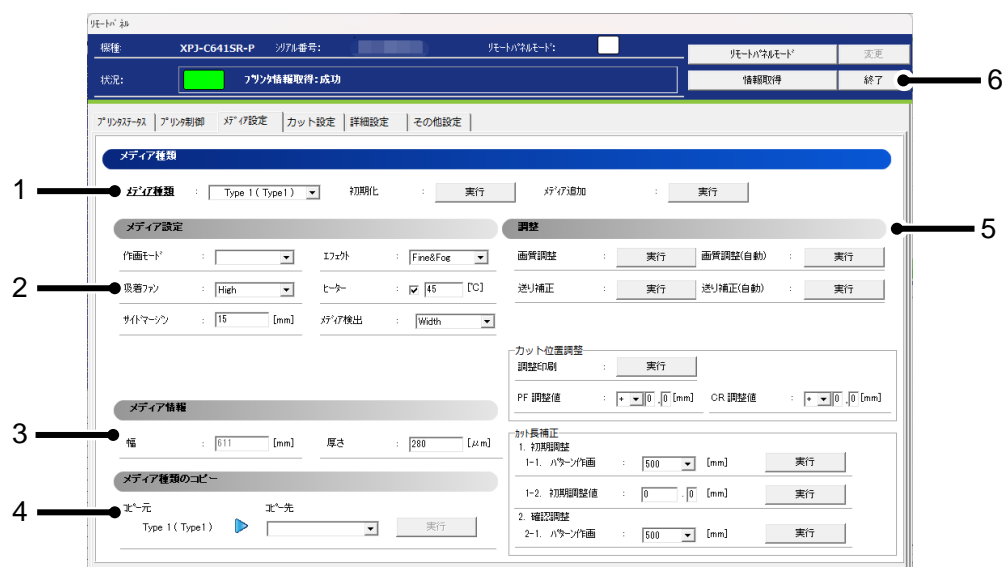 リモートパネル
機種: XPJ-C641SR-P シリアル番号: リモートパネルモード: リモートパネルモード 変更
状況: プリンタ情報取得:成功 情報取得 終了 6
プリンタステータス プリンタ制御 メディア設定 カット設定 詳細設定 その他設定
メディア種類
1 メディア種類 : Type 1 ( Type1 ) 初期化 : 実行 メディア追加 : 実行
メディア設定 調整 5
作画モード : エフェクト : Fine&Fog 画質調整 : 実行 画質調整(自動) : 実行
2 吸着ファン : High ヒーター : 45 [℃] 送り補正 : 実行 送り補正(自動) : 実行
サイドマージン : 15 [mm] メディア検出 : Width
カット位置調整
調整印刷 : 実行
PF 調整値 : + 0 . 0 [mm] CR 調整値 : + 0 . 0 [mm]
メディア情報
3 幅 : 611 [mm] 厚さ : 280 [μm]
カット長補正
1. 初期調整
1-1. パターン作画 : 500 [mm] 実行
メディア種類のコピー
1-2. 初期調整値 : 0 . 0 [mm] 実行
4 コピー元 コピー先
2. 確認調整
Type 1 ( Type1 ) 実行
2-1. パターン作画 : 500 [mm] 実行